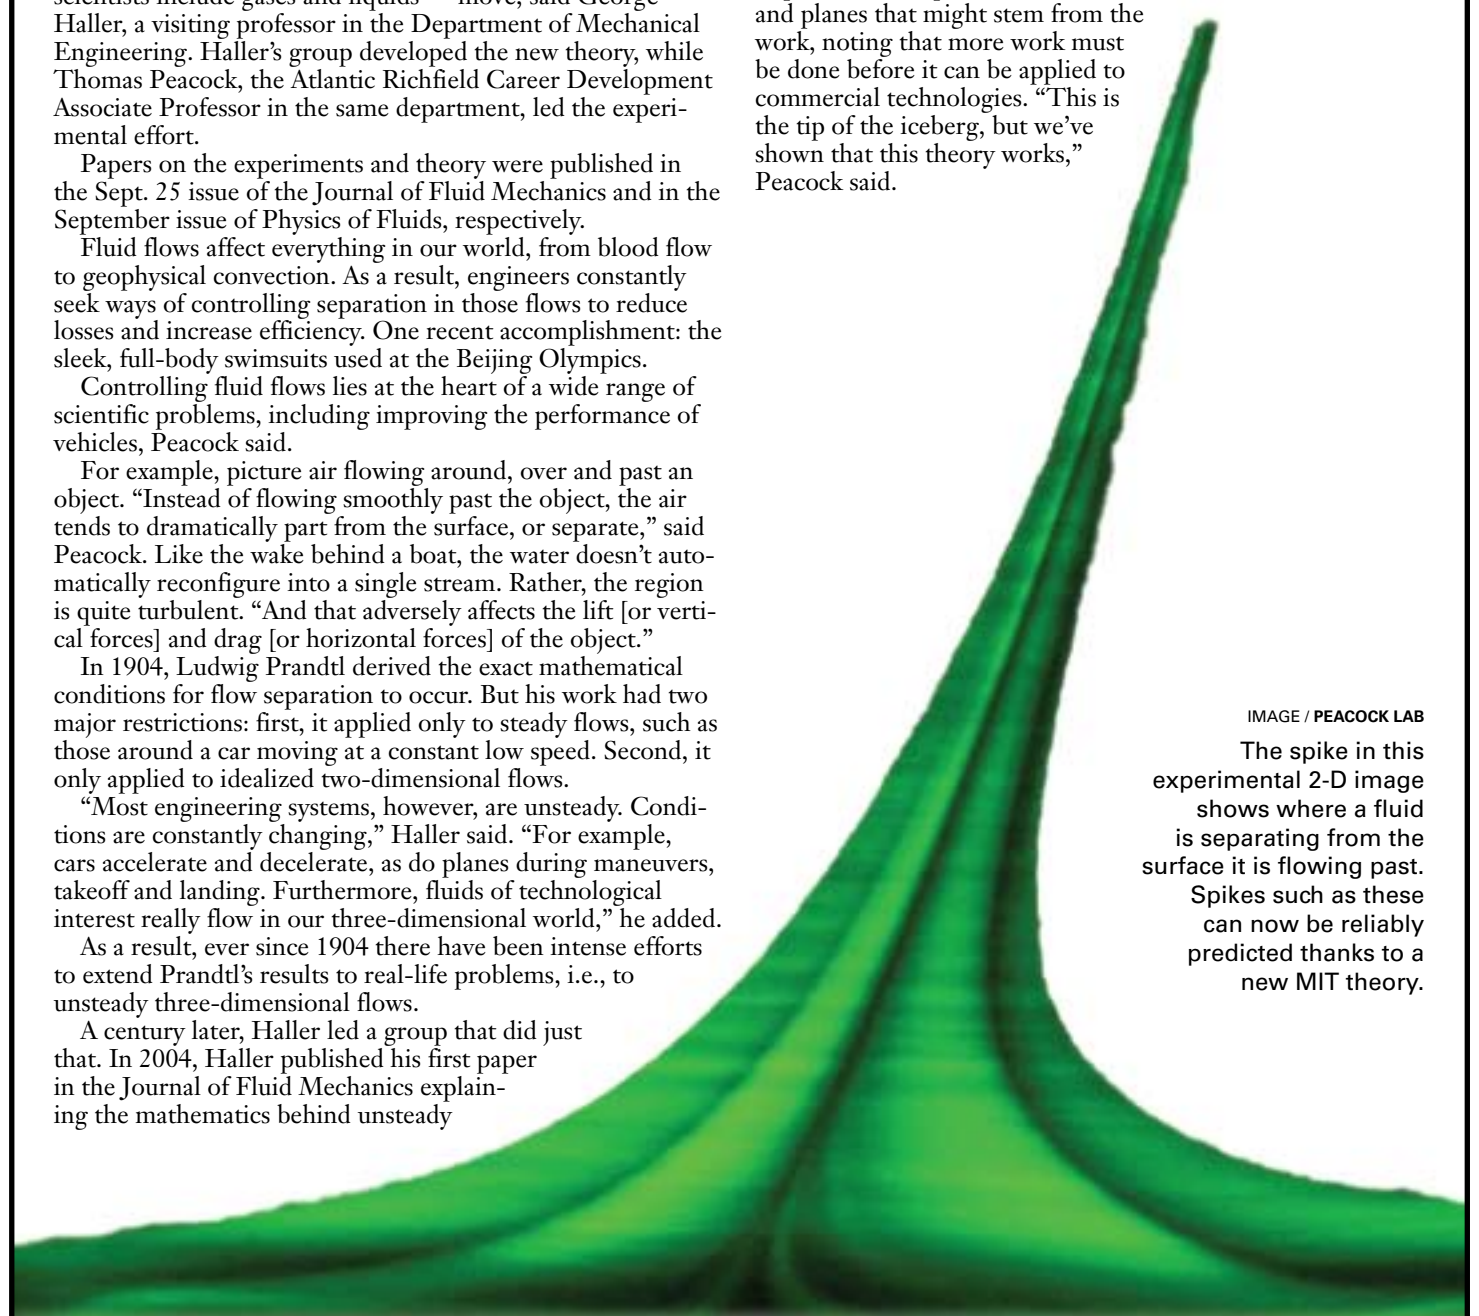 scientists include gases and liquids — move, said George
Haller, a visiting professor in the Department of Mechanical
Engineering. Haller’s group developed the new theory, while
Thomas Peacock, the Atlantic Richfield Career Development
Associate Professor in the same department, led the experi-
mental effort.
Papers on the experiments and theory were published in
the Sept. 25 issue of the Journal of Fluid Mechanics and in the
September issue of Physics of Fluids, respectively.
Fluid flows affect everything in our world, from blood flow
to geophysical convection. As a result, engineers constantly
seek ways of controlling separation in those flows to reduce
losses and increase efficiency. One recent accomplishment: the
sleek, full-body swimsuits used at the Beijing Olympics.
Controlling fluid flows lies at the heart of a wide range of
scientific problems, including improving the performance of
vehicles, Peacock said.
For example, picture air flowing around, over and past an
object. “Instead of flowing smoothly past the object, the air
tends to dramatically part from the surface, or separate,” said
Peacock. Like the wake behind a boat, the water doesn’t auto-
matically reconfigure into a single stream. Rather, the region
is quite turbulent. “And that adversely affects the lift [or verti-
cal forces] and drag [or horizontal forces] of the object.”
In 1904, Ludwig Prandtl derived the exact mathematical
conditions for flow separation to occur. But his work had two
major restrictions: first, it applied only to steady flows, such as
those around a car moving at a constant low speed. Second, it
only applied to idealized two-dimensional flows.
“Most engineering systems, however, are unsteady. Condi-
tions are constantly changing,” Haller said. “For example,
cars accelerate and decelerate, as do planes during maneuvers,
takeoff and landing. Furthermore, fluids of technological
interest really flow in our three-dimensional world,” he added.
As a result, ever since 1904 there have been intense efforts
to extend Prandtl’s results to real-life problems, i.e., to
unsteady three-dimensional flows.
A century later, Haller led a group that did just
that. In 2004, Haller published his first paper
in the Journal of Fluid Mechanics explain-
ing the mathematics behind unsteady
and planes that might stem from the
work, noting that more work must
be done before it can be applied to
commercial technologies. “This is
the tip of the iceberg, but we’ve
shown that this theory works,”
Peacock said.
IMAGE / PEACOCK LAB
The spike in this
experimental 2-D image
shows where a fluid
is separating from the
surface it is flowing past.
Spikes such as these
can now be reliably
predicted thanks to a
new MIT theory.